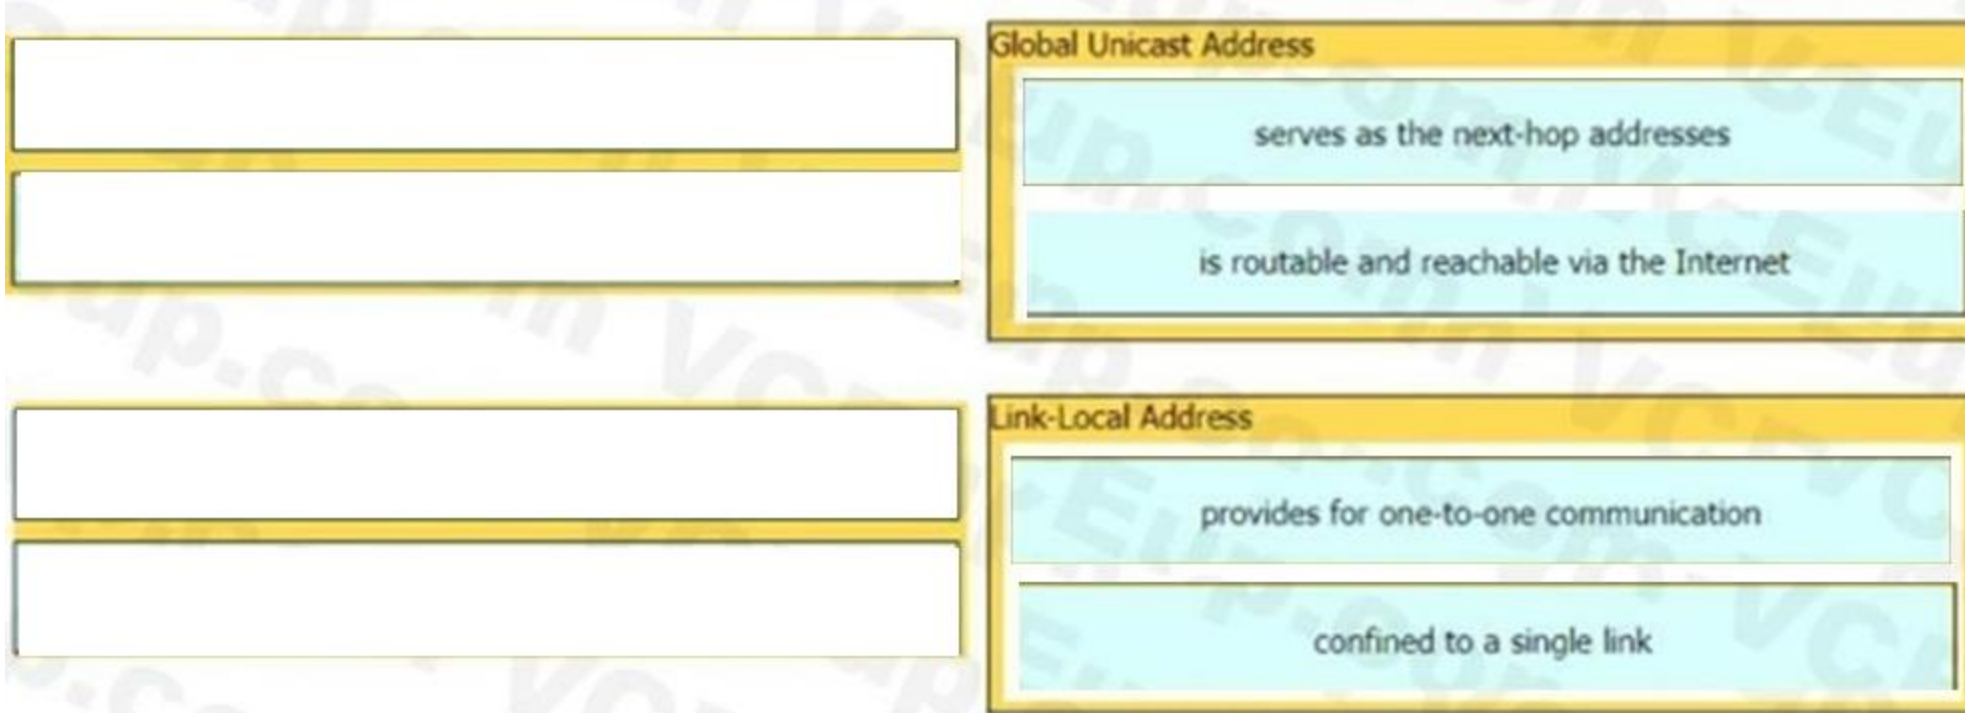 Global Unicast Address
serves as the next-hop addresses
is routable and reachable via the Internet
Link-Local Address
provides for one-to-one communication
confined to a single link